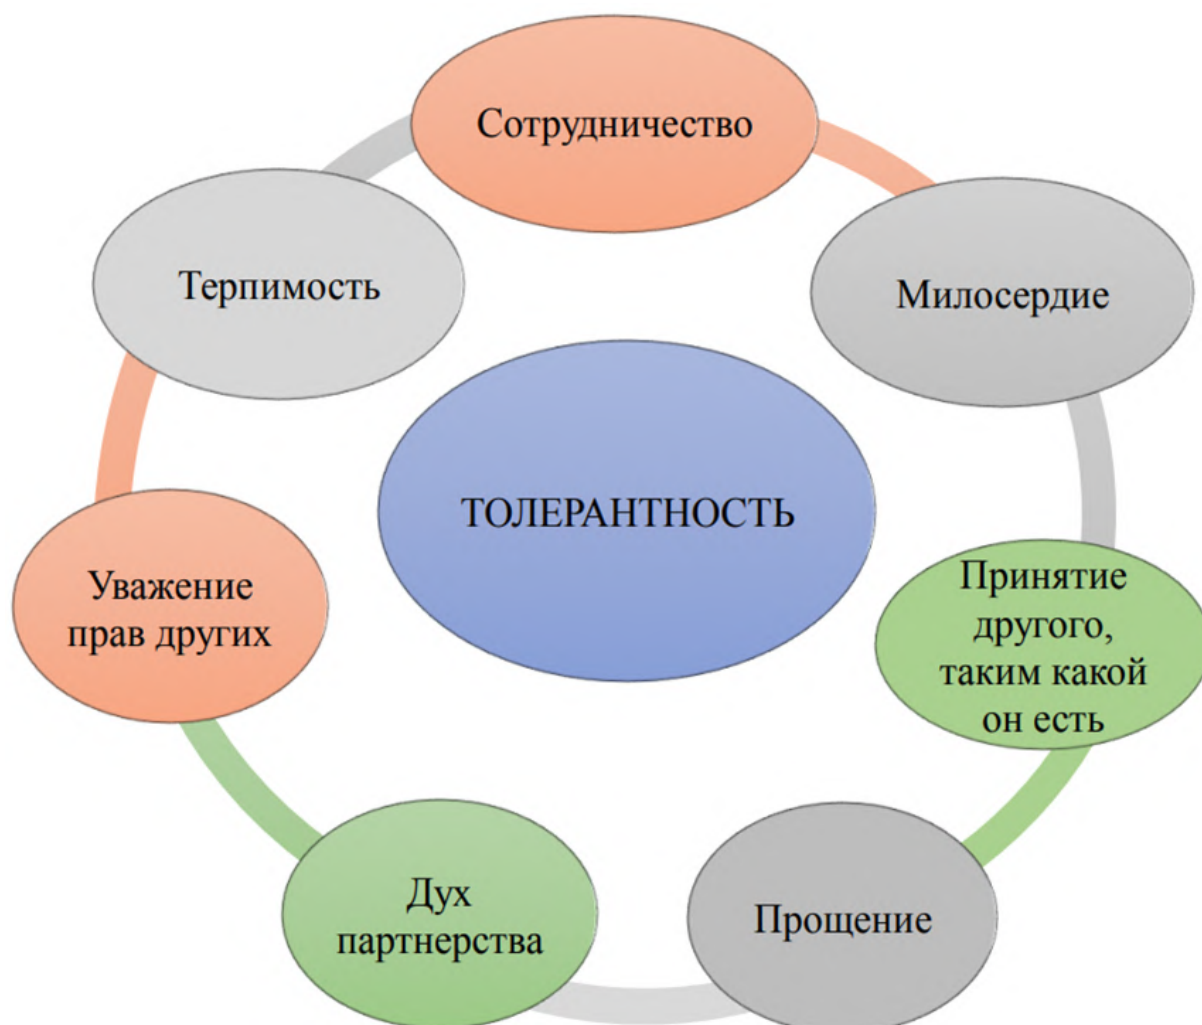 Сотрудничество
Милосердие
Принятие
другого,
таким какой
он есть
Прощение
Дух
партнерства
Уважение
прав других
Терпимость
ТОЛЕРАНТНОСТЬ